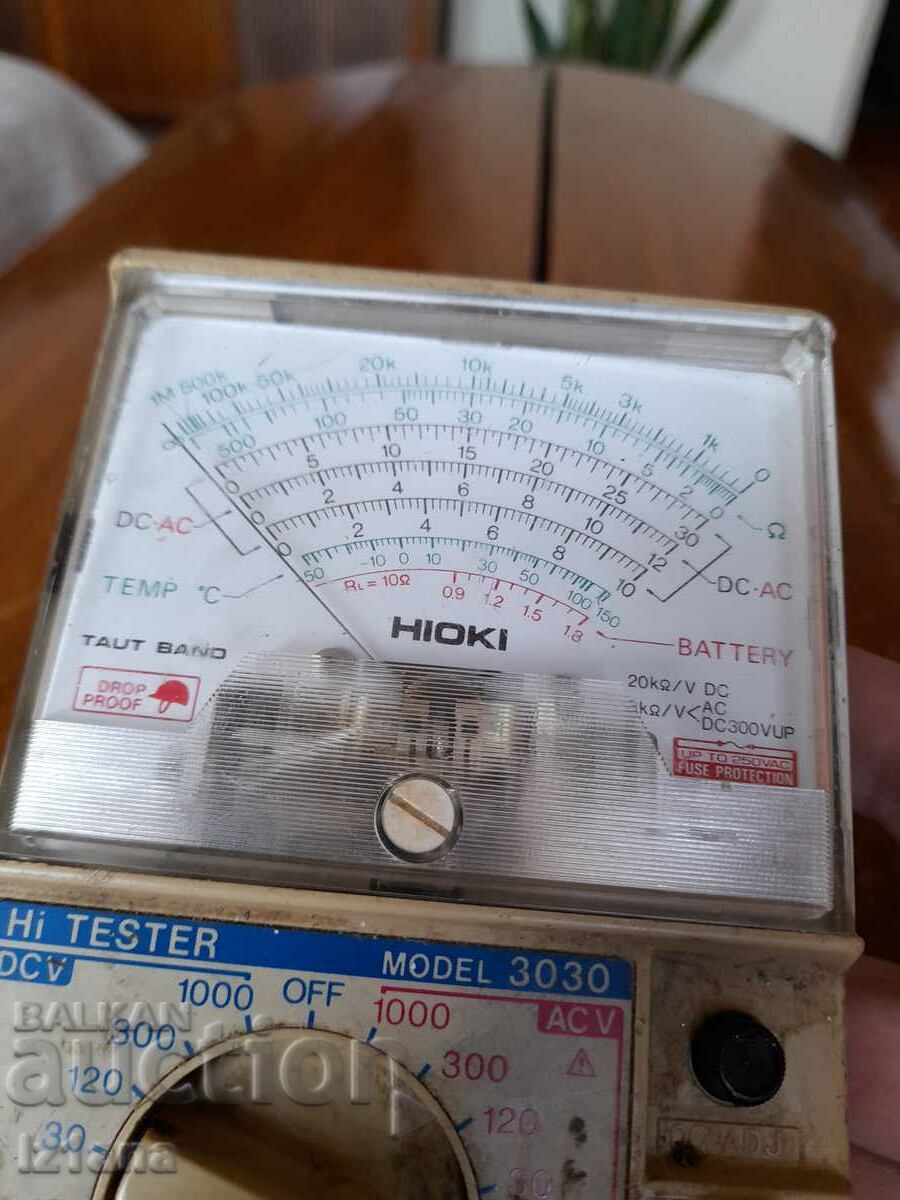 1M 500k 100k 50k 20k 10k 5k 3k 1k 0
∞ 500 100 50 30 20 10 5 2 0 Ω
0 5 10 15 20 25 30
0 2 4 6 8 10 12
0 2 4 6 8 10
DC·AC
DC·AC
TEMP °C
50 -10 0 10 30 50 100 150
RL=10Ω 0.9 1.2 1.5 1.8
BATTERY
HIOKI
TAUT BAND
DROP PROOF
20kΩ/V DC
kΩ/V< AC
DC300VUP
UP TO 250VAC
FUSE PROTECTION
Hi TESTER
MODEL 3030
DCV
1000 OFF 1000
AC V
300 300
120 120
30
BALKAN
auction
izlana